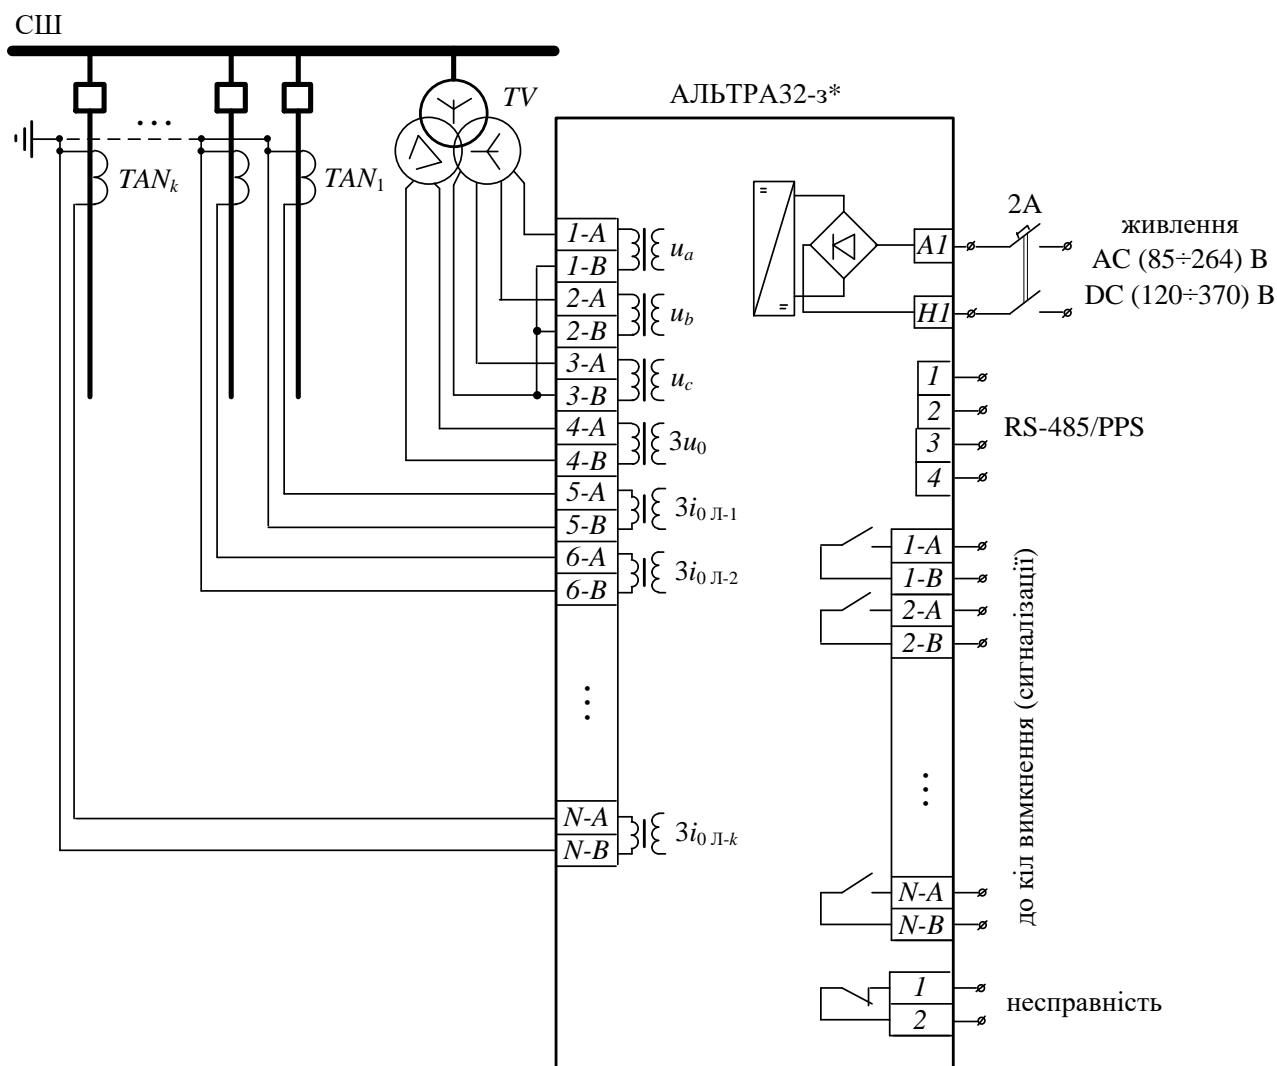 СШ
TV
АЛЬТРА32-з*
...
TANk
TAN1
2А
живлення
AC (85÷264) В
DC (120÷370) В
1-A
1-B
2-A
2-B
3-A
3-B
4-A
4-B
5-A
5-B
6-A
6-B
...
N-A
N-B
ua
ub
uc
3u0
3i0 Л-1
3i0 Л-2
3i0 Л-k
=
=
A1
H1
1
2
3
4
RS-485/PPS
1-A
1-B
2-A
2-B
...
N-A
N-B
до кіл вимкнення (сигналізації)
1
2
несправність